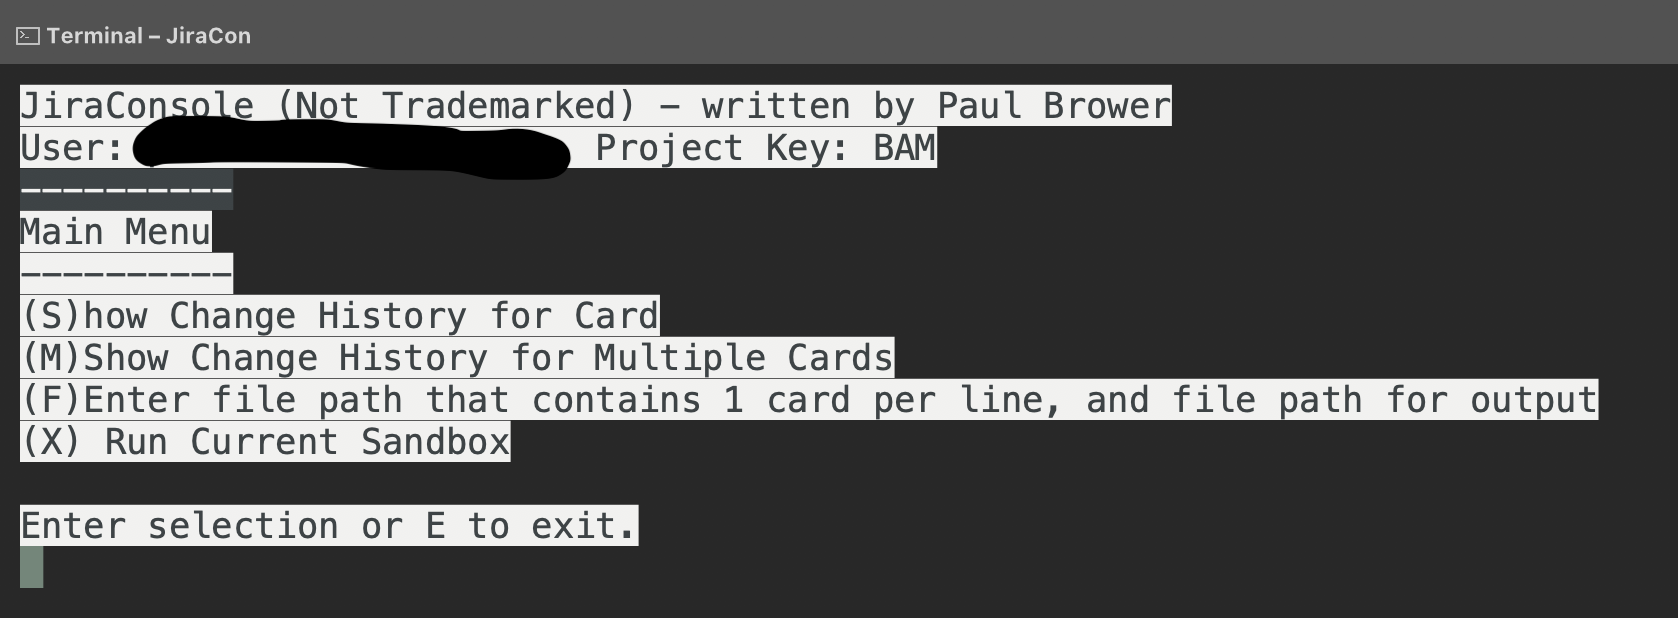 Terminal – JiraCon
JiraConsole (Not Trademarked) - written by Paul Brower
User: Project Key: BAM
----------
Main Menu
----------
(S)how Change History for Card
(M)Show Change History for Multiple Cards
(F)Enter file path that contains 1 card per line, and file path for output
(X) Run Current Sandbox
Enter selection or E to exit.